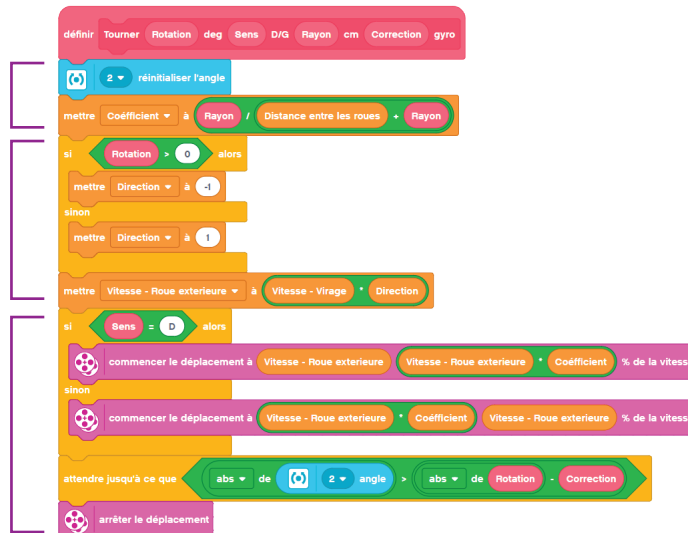 définir Tourner Rotation deg Sens D/G Rayon cm Correction gyro
2 réinitialiser l'angle
mettre Coéfficient à Rayon / Distance entre les roues + Rayon
si Rotation > 0 alors
mettre Direction à -1
sinon
mettre Direction à 1
mettre Vitesse - Roue exterieure à Vitesse - Virage * Direction
si Sens = D alors
commencer le déplacement à Vitesse - Roue exterieure Vitesse - Roue exterieure * Coéfficient % de la vitess
sinon
commencer le déplacement à Vitesse - Roue exterieure * Coéfficient Vitesse - Roue exterieure % de la vitess
attendre jusqu'à ce que abs de 2 angle > abs de Rotation - Correction
arrêter le déplacement